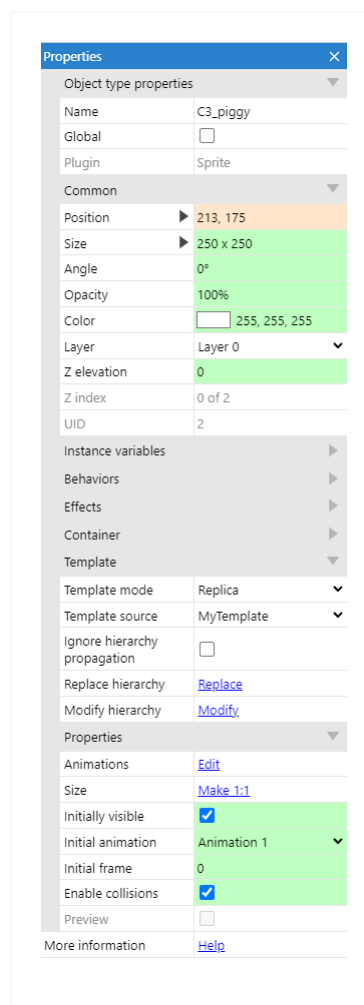 Properties
Object type properties
Name C3_piggy
Global
Plugin Sprite
Common
Position 213, 175
Size 250 x 250
Angle 0°
Opacity 100%
Color 255, 255, 255
Layer Layer 0
Z elevation 0
Z index 0 of 2
UID 2
Instance variables
Behaviors
Effects
Container
Template
Template mode Replica
Template source MyTemplate
Ignore hierarchy
propagation
Replace hierarchy Replace
Modify hierarchy Modify
Properties
Animations Edit
Size Make 1:1
Initially visible
Initial animation Animation 1
Initial frame 0
Enable collisions
Preview
More information Help